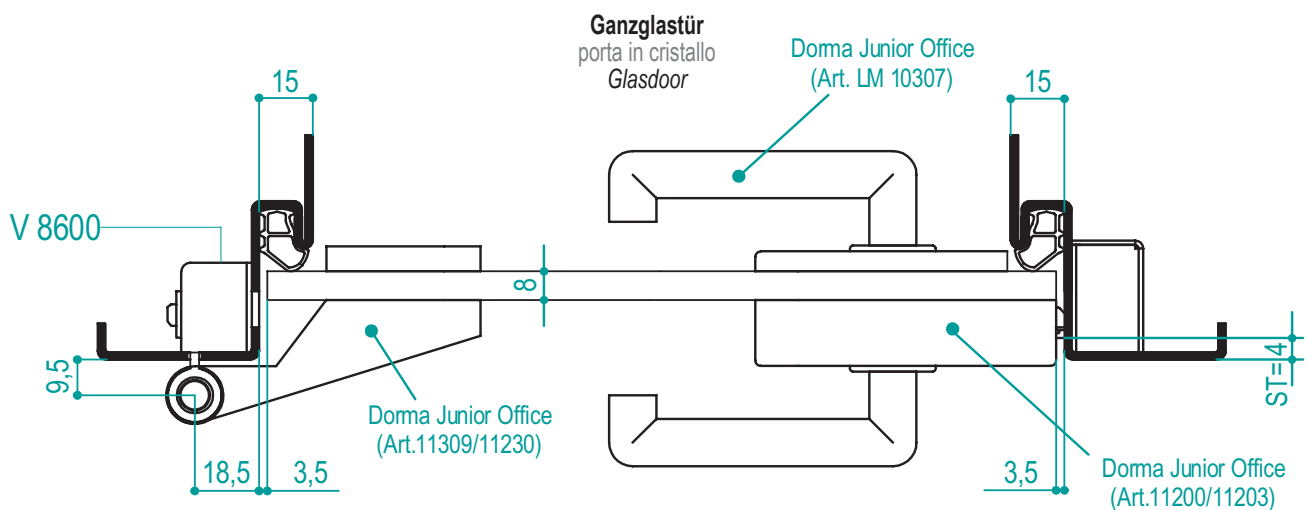 Ganzglastür
porta in cristallo
Glasdoor
Dorma Junior Office
(Art. LM 10307)
15
15
V 8600
8
9,5
ST=4
Dorma Junior Office
(Art.11309/11230)
18,5
3,5
3,5
Dorma Junior Office
(Art.11200/11203)